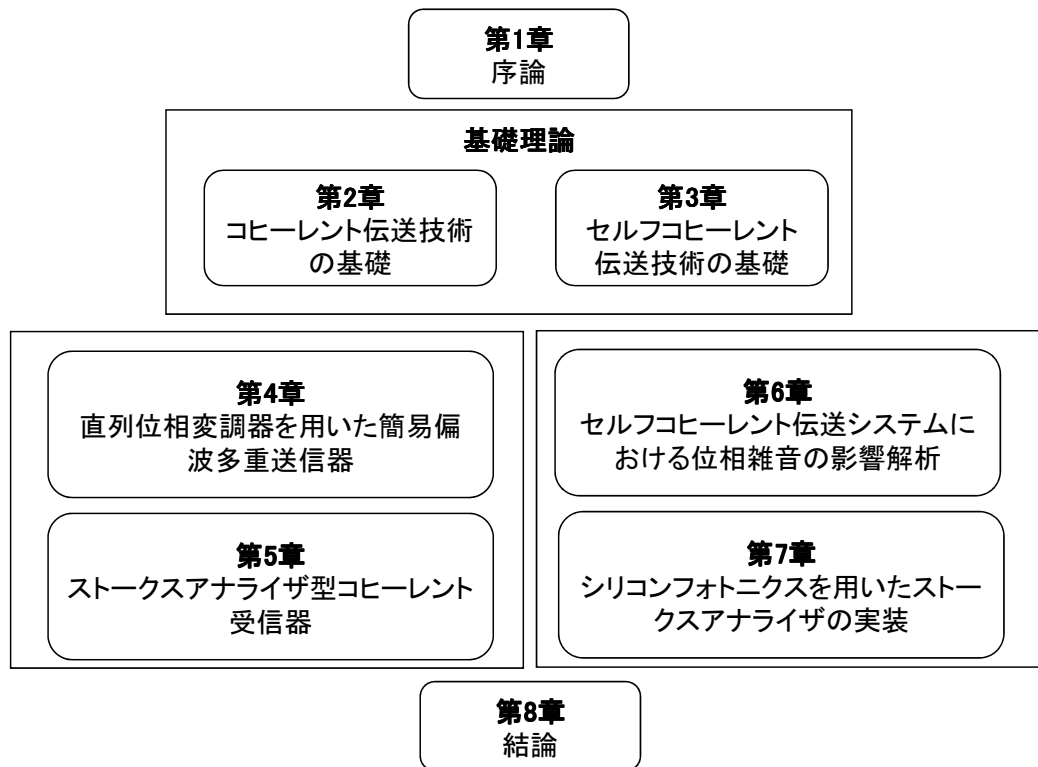 第1章
序論
基礎理論
第2章
コヒーレント伝送技術
の基礎
第3章
セルフコヒーレント
伝送技術の基礎
第4章
直列位相変調器を用いた簡易偏
波多重送信器
第5章
ストークスアナライザ型コヒーレント
受信器
第6章
セルフコヒーレント伝送システムに
おける位相雑音の影響解析
第7章
シリコンフォトニクスを用いたストー
クスアナライザの実装
第8章
結論